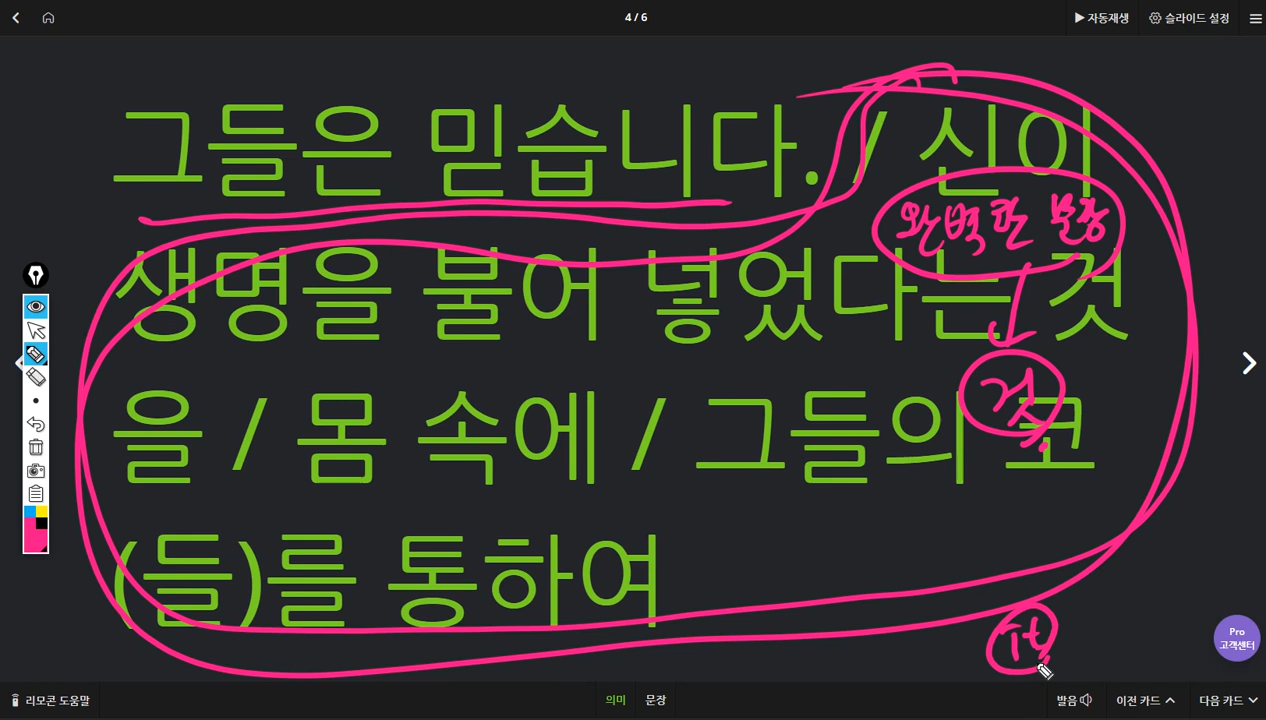 4 / 6
▶ 자동재생
슬라이드 설정
그들은 믿습니다. / 신이
완벽한 문장
생명을 불어 넣었다는 것
을 / 몸 속에 / 그들의 코
것
(들)를 통하여
it
Pro
고객센터
리모콘 도움말
의미
문장
발음
이전 카드
다음 카드